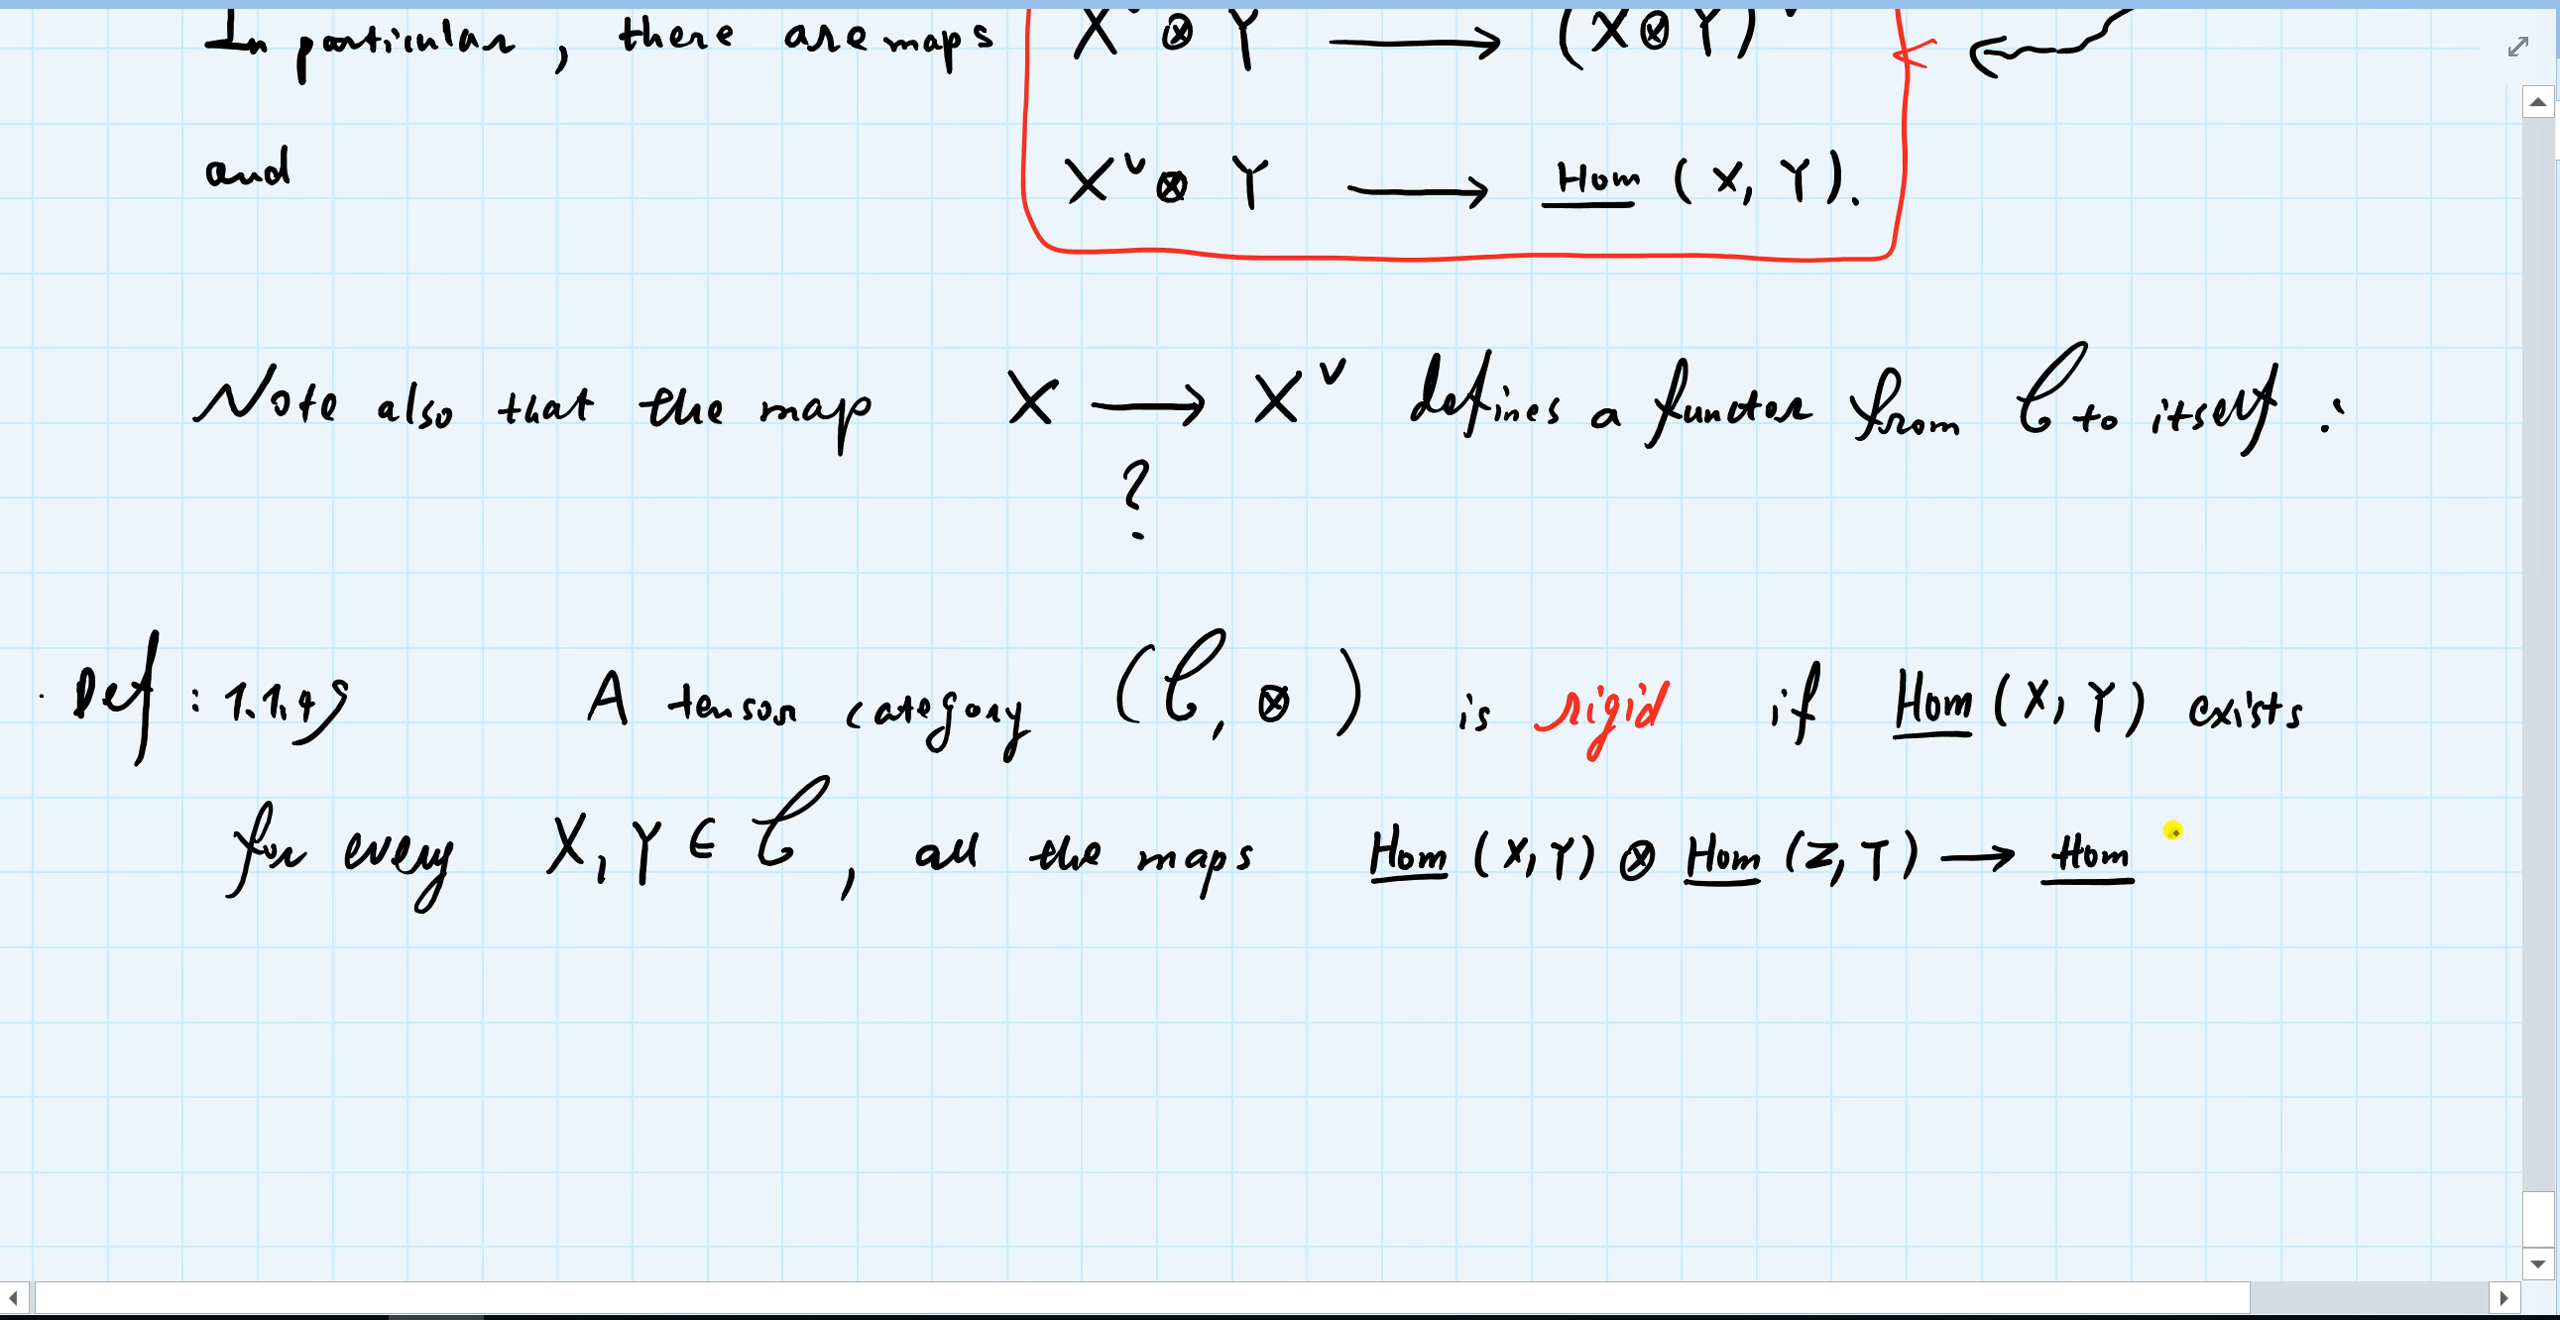 In particular, there are maps X^∨ ⊗ Y ⟶ (X ⊗ Y)^∨
and X^∨ ⊗ Y ⟶ Hom (X, Y).
Note also that the map X ⟶ X^∨ defines a functor from C to itself :
?
Def : 1.1.49 A tensor category (C, ⊗) is rigid if Hom (X, Y) exists
for every X, Y ∈ C, all the maps Hom (X, Y) ⊗ Hom (Z, T) ⟶ Hom